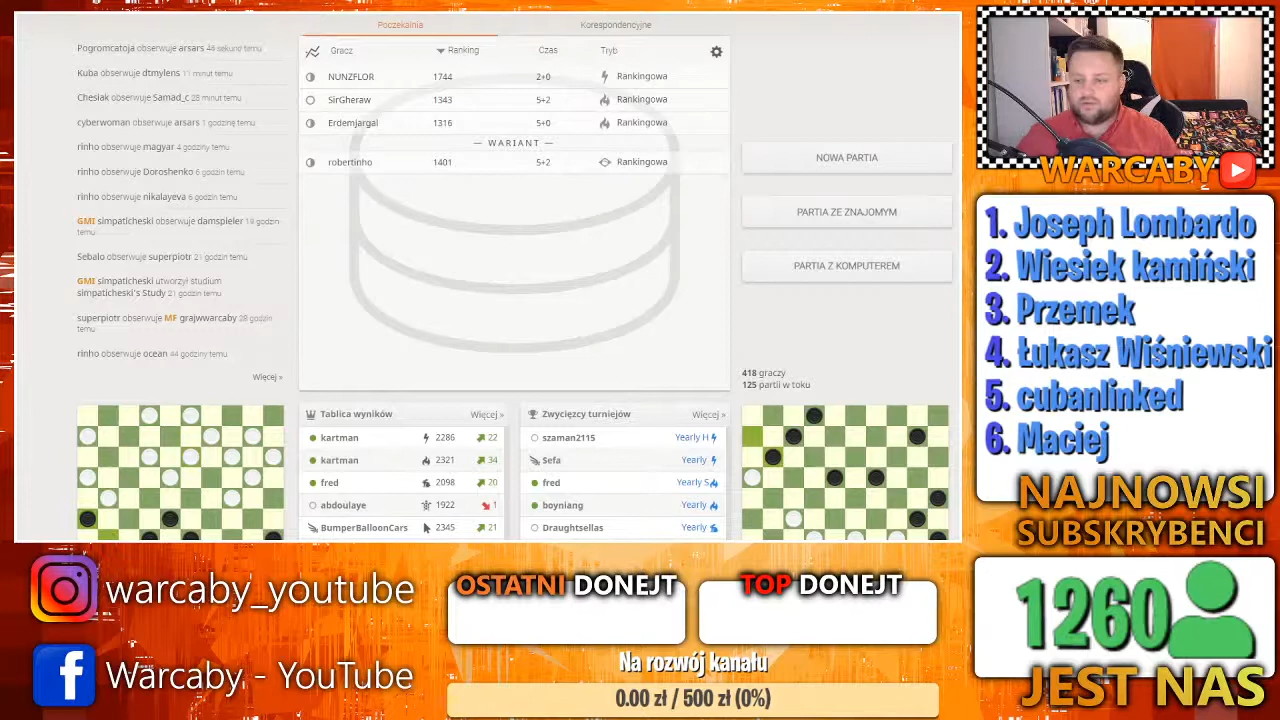 Poczekalnia
Korespondencyjne
Pogromcatoja obserwuje arsars 46 sekund temu
Kuba obserwuje dtmylens 11 minut temu
Chesiak obserwuje Samad_c 28 minut temu
cyberwoman obserwuje arsars 1 godzinę temu
rinho obserwuje magyar 4 godziny temu
rinho obserwuje Doroshenko 6 godzin temu
rinho obserwuje nikalayeva 6 godzin temu
GMI simpaticheski obserwuje damspieler 19 godzin
temu
Sebalo obserwuje superpiotr 21 godzin temu
GMI simpaticheski utworzył studium
simpaticheski's Study 21 godzin temu
superpiotr obserwuje MF grajwwarcaby 28 godzin
temu
rinho obserwuje ocean 44 godziny temu
Więcej »
Gracz Ranking Czas Tryb
NUNZFLOR 1744 2+0 Rankingowa
SirGheraw 1343 5+2 Rankingowa
Erdemjargal 1316 5+0 Rankingowa
— WARIANT —
robertinho 1401 5+2 Rankingowa
NOWA PARTIA
PARTIA ZE ZNAJOMYM
PARTIA Z KOMPUTEREM
418 graczy
125 partii w toku
Tablica wyników Więcej »
kartman 2286 22
kartman 2321 34
fred 2098 20
abdoulaye 1922 1
BumperBalloonCars 2345 21
Zwycięzcy turniejów Więcej »
szaman2115 Yearly H
Sefa Yearly
fred Yearly S
boyniang Yearly
Draughtsellas Yearly
WARCABY
1. Joseph Lombardo
2. Wiesiek kamiński
3. Przemek
4. Łukasz Wiśniewski
5. cubanlinked
6. Maciej
NAJNOWSI
SUBSKRYBENCI
1260
JEST NAS
warcaby_youtube
Warcaby - YouTube
OSTATNI DONEJT
TOP DONEJT
Na rozwój kanału
0.00 zł / 500 zł (0%)